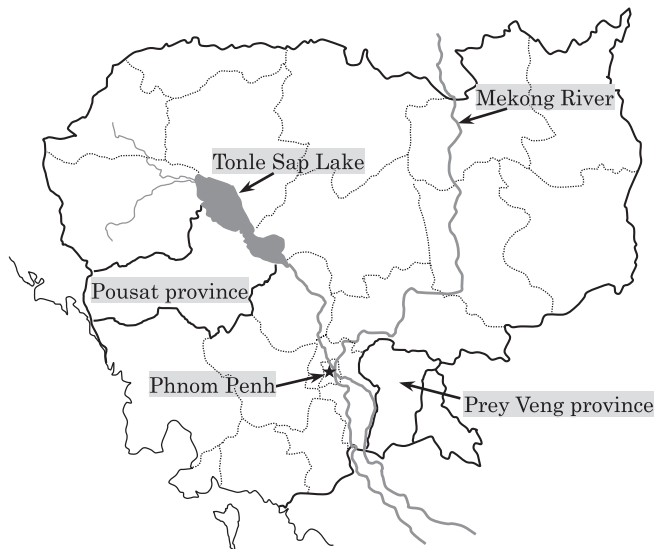 Mekong River
Tonle Sap Lake
Pousat province
Phnom Penh
Prey Veng province